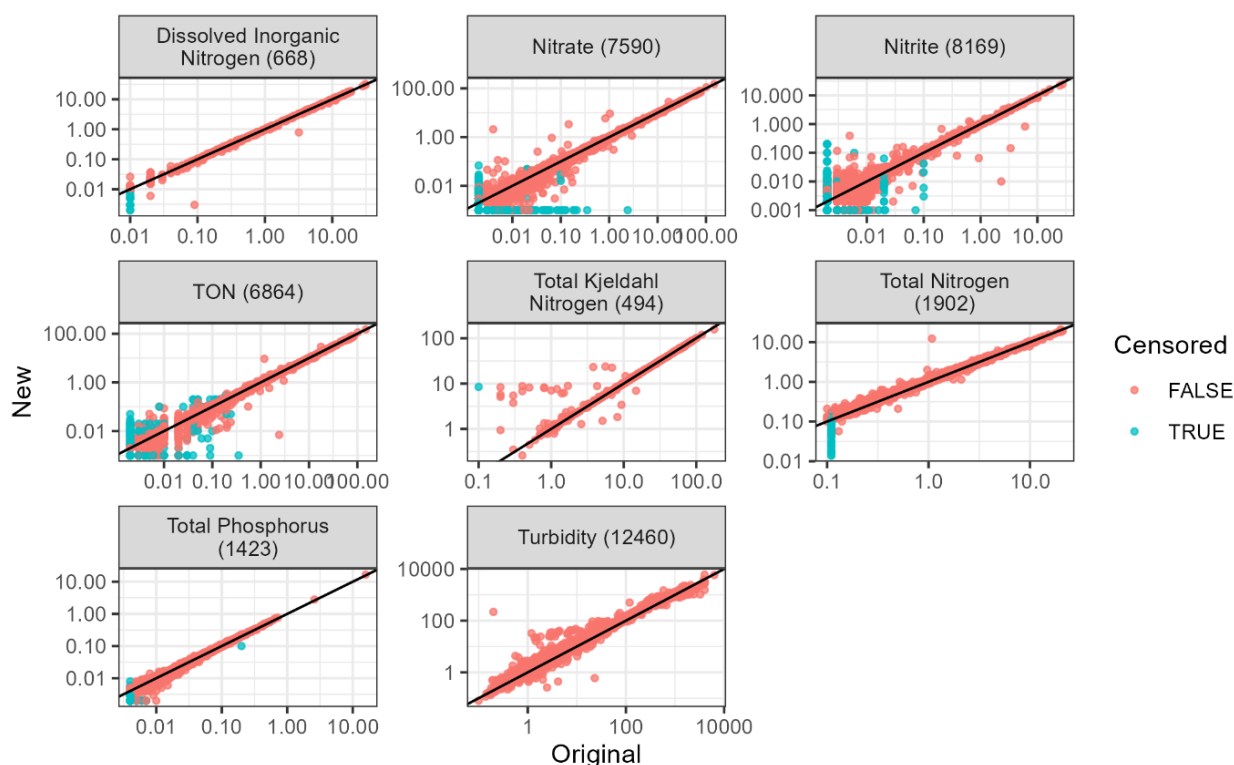 Dissolved Inorganic
Nitrogen (668)
Nitrate (7590)
Nitrite (8169)
10.00
1.00
0.10
0.01
0.01 0.10 1.00 10.00
100.00
1.00
0.01
0.01 0.10 1.00 10.00 100.00
10.000
1.000
0.100
0.010
0.001
0.01 0.10 1.00 10.00
TON (6864)
Total Kjeldahl
Nitrogen (494)
Total Nitrogen
(1902)
100.00
1.00
0.01
0.01 0.10 1.00 10.00 100.00
100
10
1
0.1 1.0 10.0 100.0
10.00
1.00
0.10
0.01
0.1 1.0 10.0
Total Phosphorus
(1423)
Turbidity (12460)
10.00
1.00
0.10
0.01
0.01 0.10 1.00 10.00
10000
100
1
1 100 10000
New
Original
Censored
FALSE
TRUE